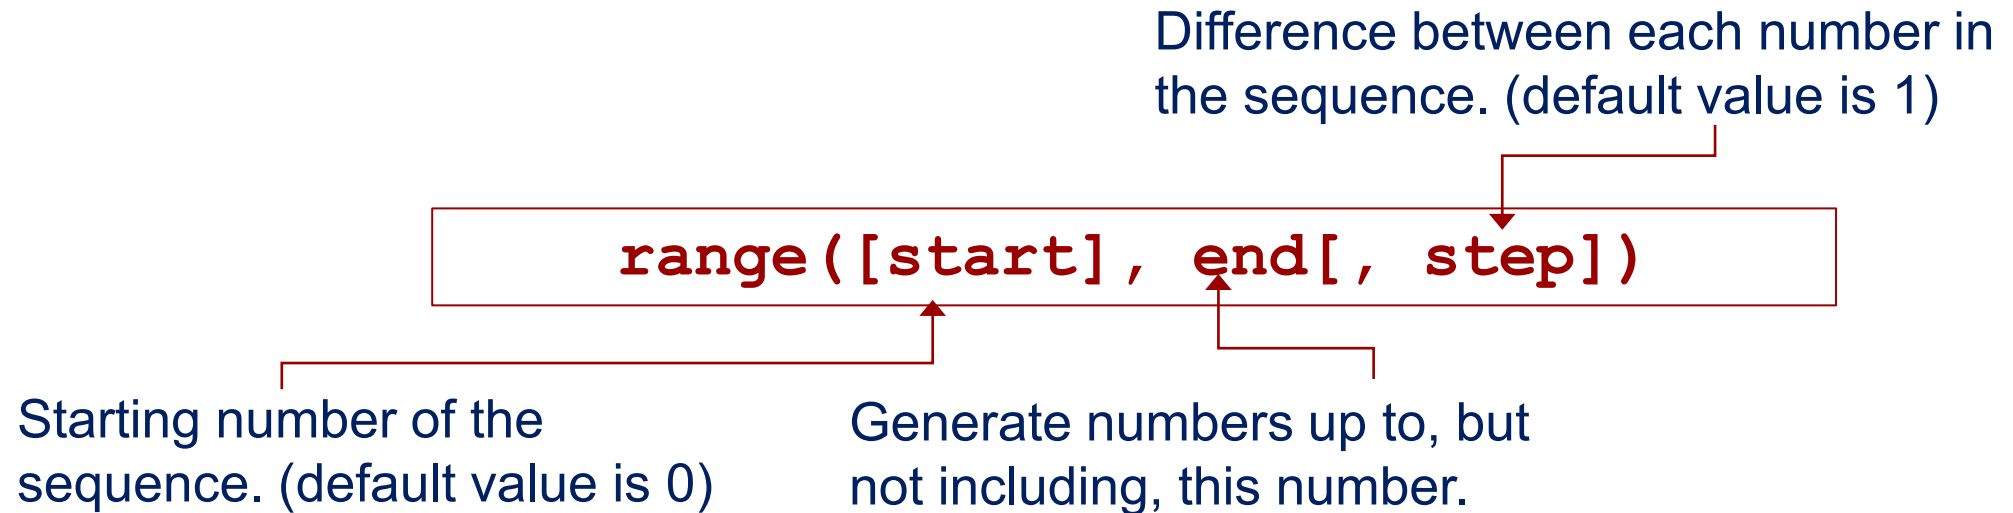 Difference between each number in
the sequence. (default value is 1)
range([start], end[, step])
Starting number of the
sequence. (default value is 0)
Generate numbers up to, but
not including, this number.